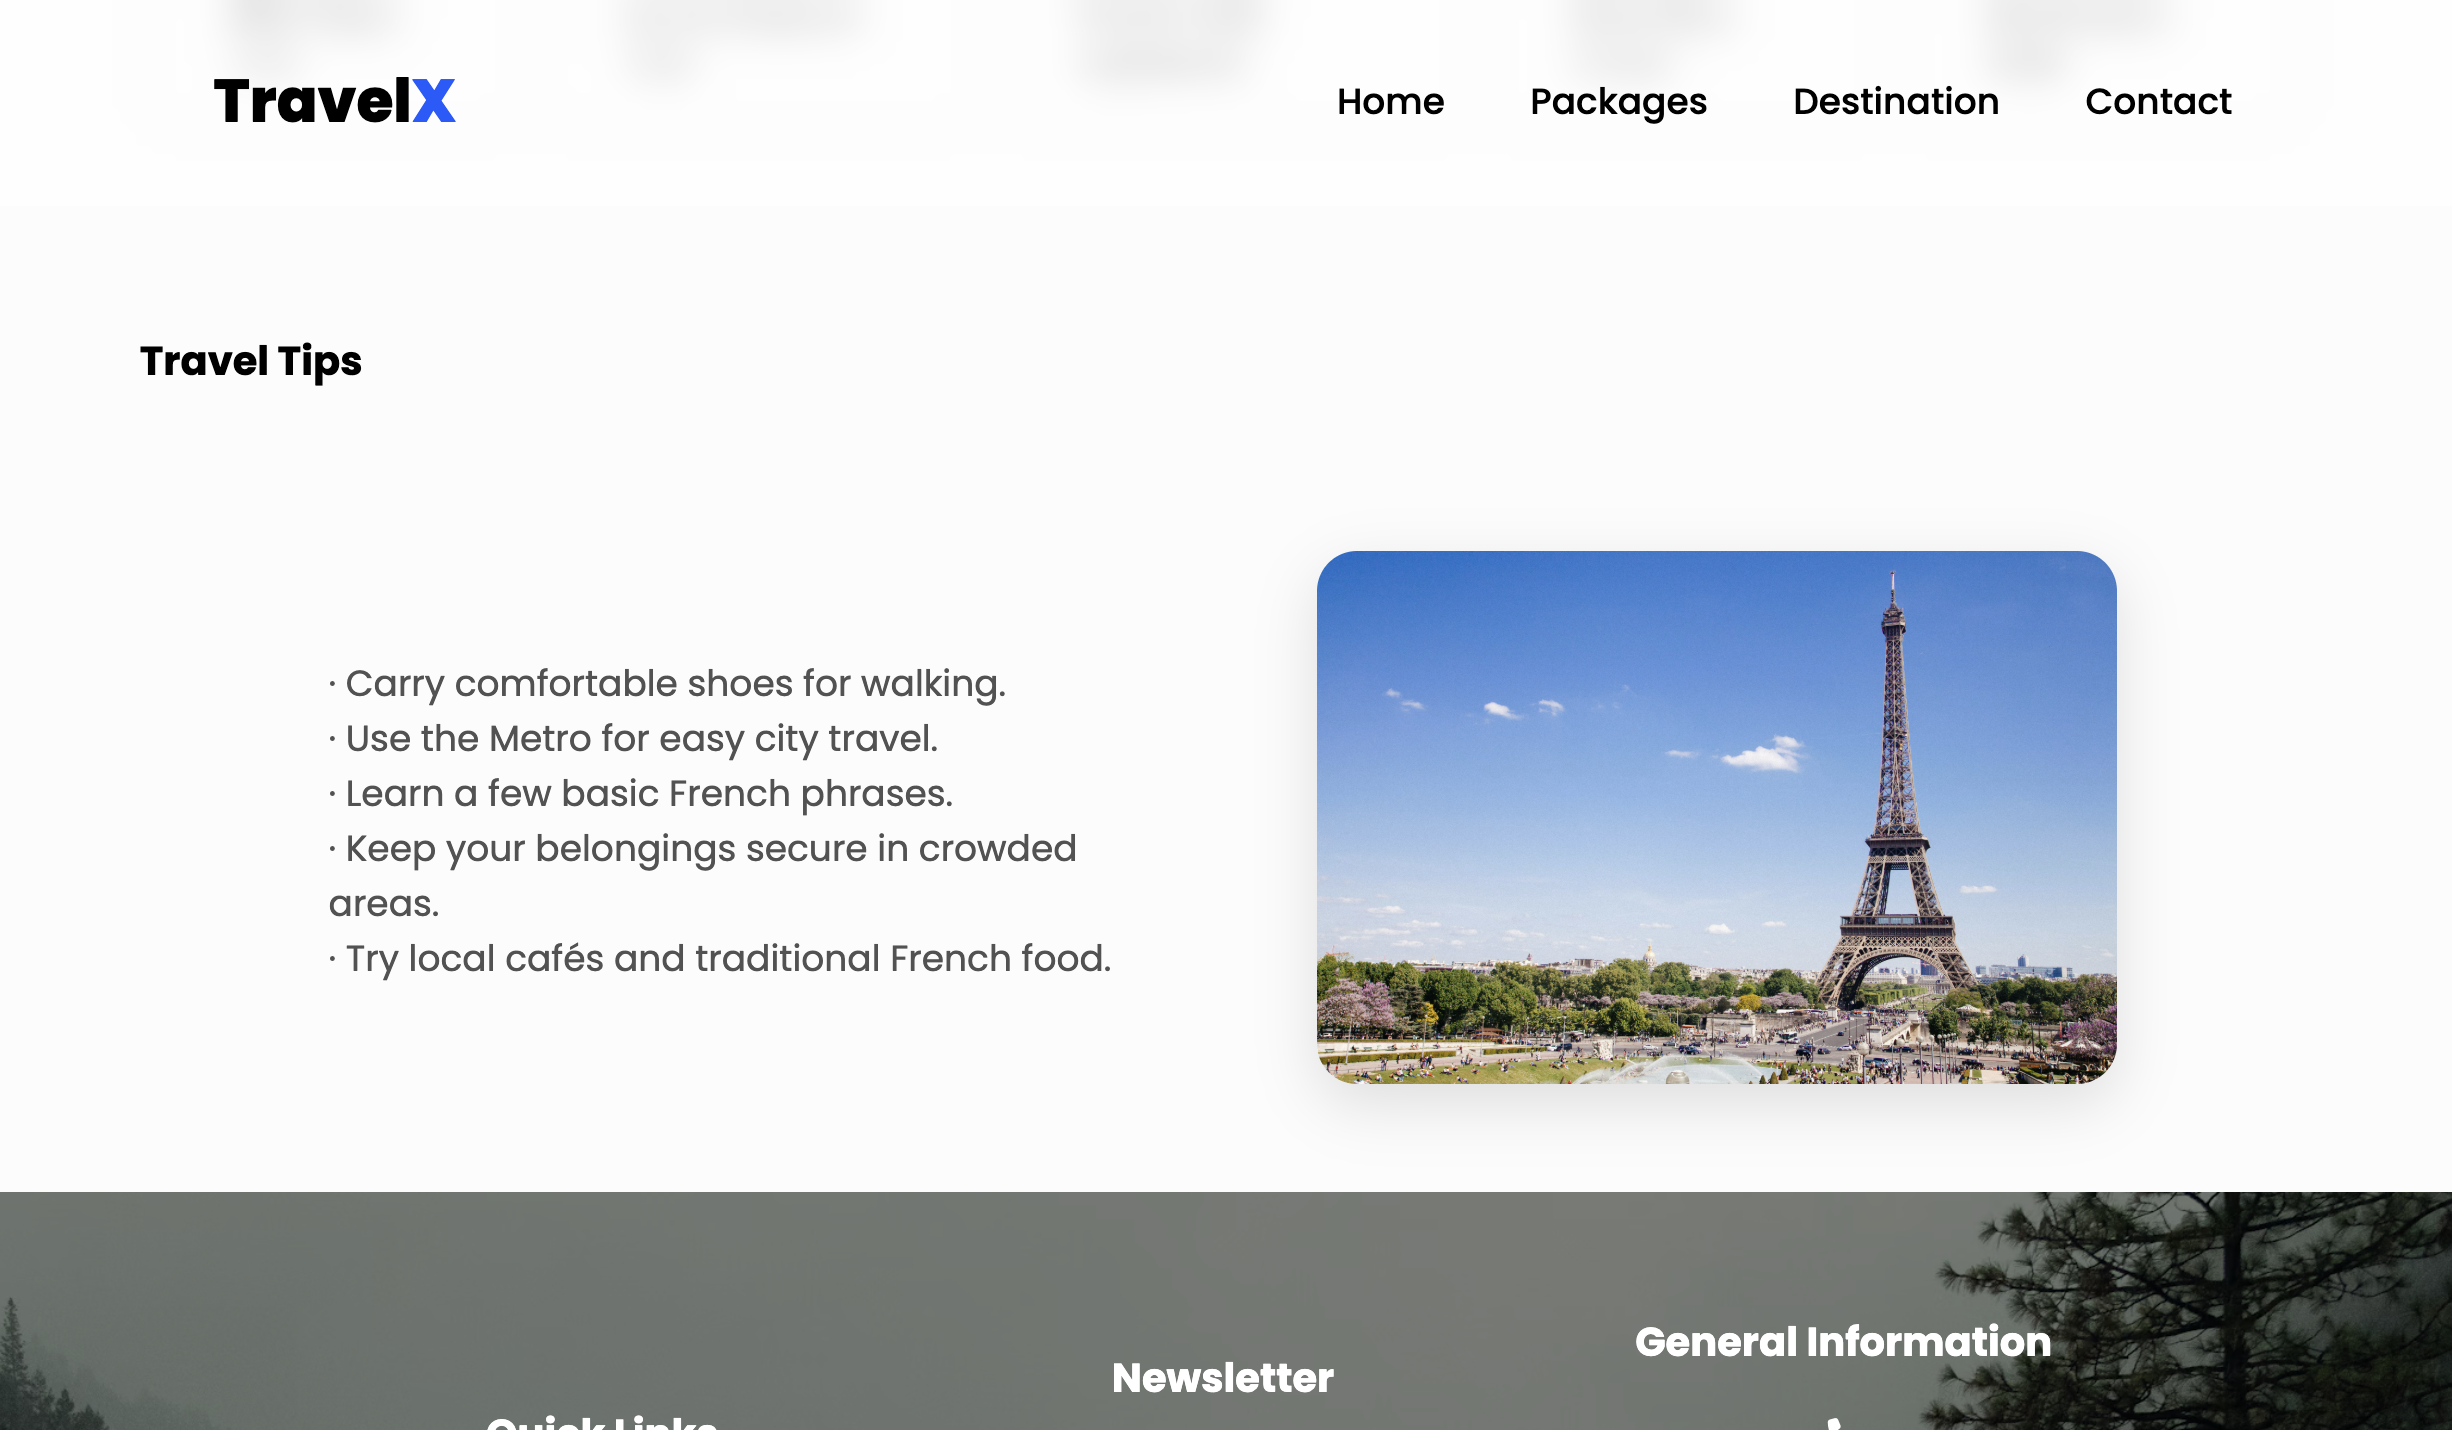 TravelX
Home
Packages
Destination
Contact
Travel Tips
· Carry comfortable shoes for walking.
· Use the Metro for easy city travel.
· Learn a few basic French phrases.
· Keep your belongings secure in crowded
areas.
· Try local cafés and traditional French food.
General Information
Newsletter
Quick Links